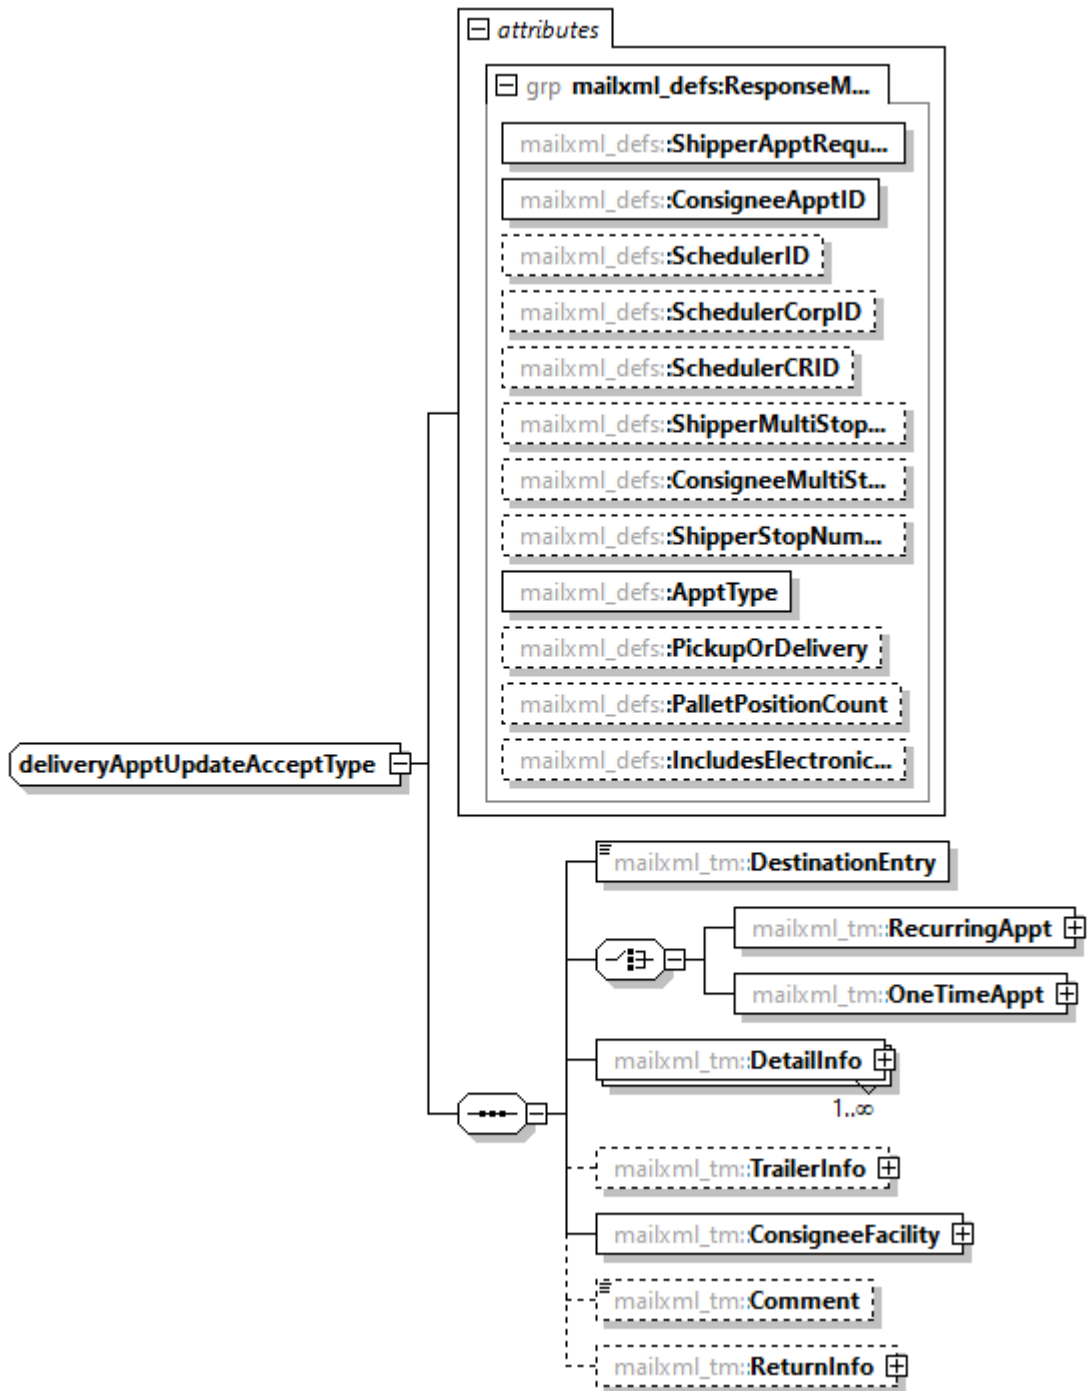 attributes
grp mailxml_defs:ResponseM...
mailxml_defs::ShipperApptRequ...
mailxml_defs::ConsigneeApptID
mailxml_defs::SchedulerID
mailxml_defs::SchedulerCorpID
mailxml_defs::SchedulerCRID
mailxml_defs::ShipperMultiStop...
mailxml_defs::ConsigneeMultiSt...
mailxml_defs::ShipperStopNum...
mailxml_defs::ApptType
mailxml_defs::PickupOrDelivery
mailxml_defs::PalletPositionCount
mailxml_defs::IncludesElectronic...
deliveryApptUpdateAcceptType
mailxml_tm::DestinationEntry
mailxml_tm::RecurringAppt
mailxml_tm::OneTimeAppt
mailxml_tm::DetailInfo
1..∞
mailxml_tm::TrailerInfo
mailxml_tm::ConsigneeFacility
mailxml_tm::Comment
mailxml_tm::ReturnInfo